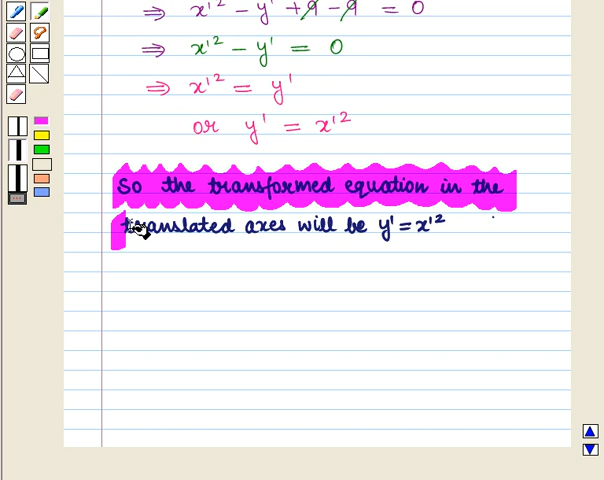 ⇒ x'² - y' + 9 - 9 = 0
⇒ x'² - y' = 0
⇒ x'² = y'
or y' = x'²
So the transformed equation in the
translated axes will be y' = x'²